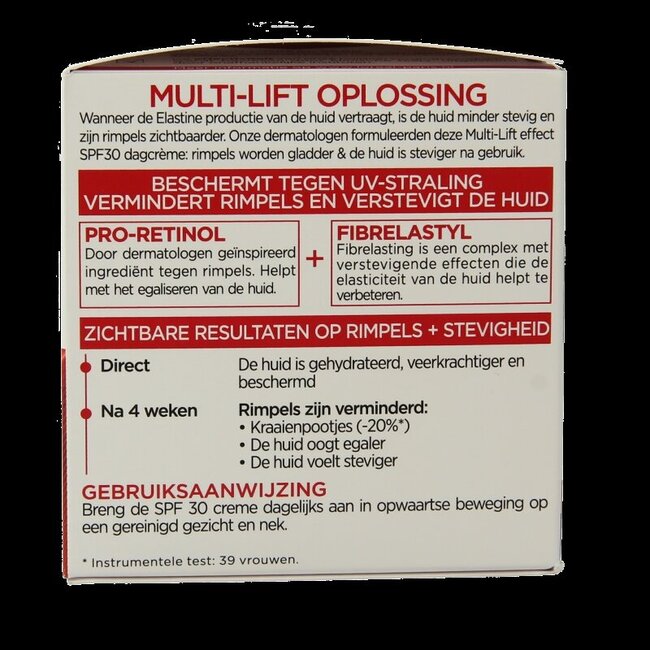 MULTI-LIFT OPLOSSING
Wanneer de Elastine productie van de huid vertraagt, is de huid minder stevig en
zijn rimpels zichtbaarder. Onze dermatologen formuleerden deze Multi-Lift effect
SPF30 dagcrème: rimpels worden gladder & de huid is steviger na gebruik.
BESCHERMT TEGEN UV-STRALING
VERMINDERT RIMPELS EN VERSTEVIGT DE HUID
PRO-RETINOL
Door dermatologen geïnspireerd
ingrediënt tegen rimpels. Helpt
met het egaliseren van de huid.
+
FIBRELASTYL
Fibrelasting is een complex met
verstevigende effecten die de
elasticiteit van de huid helpt te
verbeteren.
ZICHTBARE RESULTATEN OP RIMPELS + STEVIGHEID
Direct
De huid is gehydrateerd, veerkrachtiger en
beschermd
Na 4 weken
Rimpels zijn verminderd:
• Kraaienpootjes (-20%*)
• De huid oogt egaler
• De huid voelt steviger
GEBRUIKSAANWIJZING
Breng de SPF 30 creme dagelijks aan in opwaartse beweging op
een gereinigd gezicht en nek.
* Instrumentele test: 39 vrouwen.